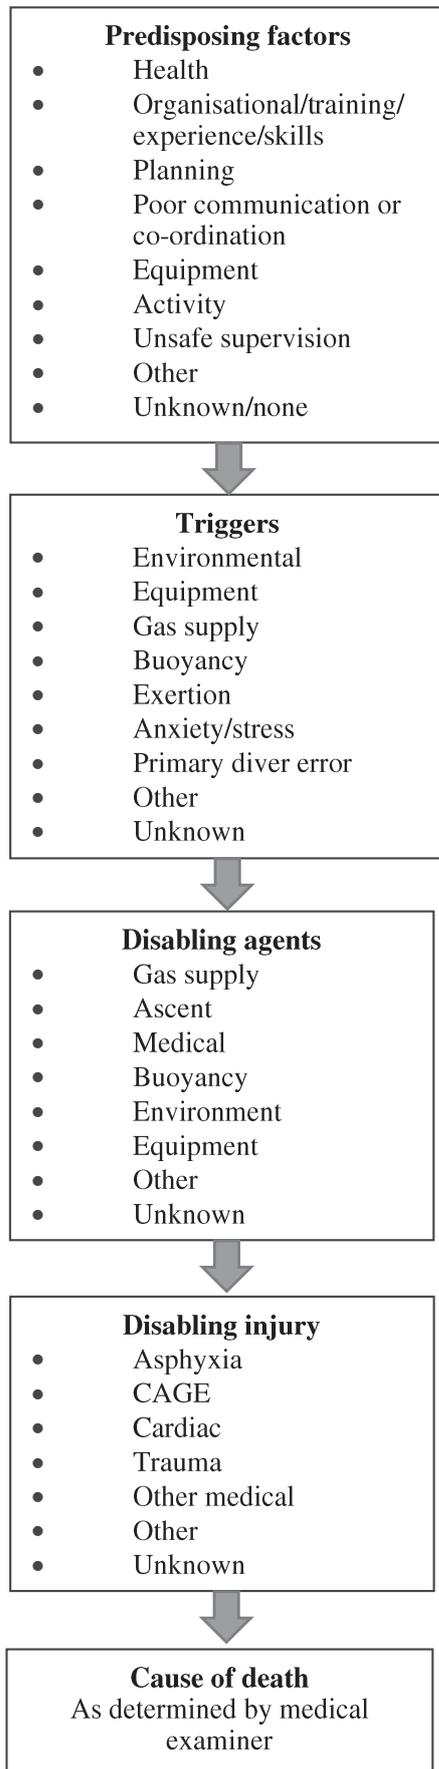 Predisposing factors
• Health
• Organisational/training/
experience/skills
• Planning
• Poor communication or
co-ordination
• Equipment
• Activity
• Unsafe supervision
• Other
• Unknown/none
Triggers
• Environmental
• Equipment
• Gas supply
• Buoyancy
• Exertion
• Anxiety/stress
• Primary diver error
• Other
• Unknown
Disabling agents
• Gas supply
• Ascent
• Medical
• Buoyancy
• Environment
• Equipment
• Other
• Unknown
Disabling injury
• Asphyxia
• CAGE
• Cardiac
• Trauma
• Other medical
• Other
• Unknown
Cause of death
As determined by medical
examiner